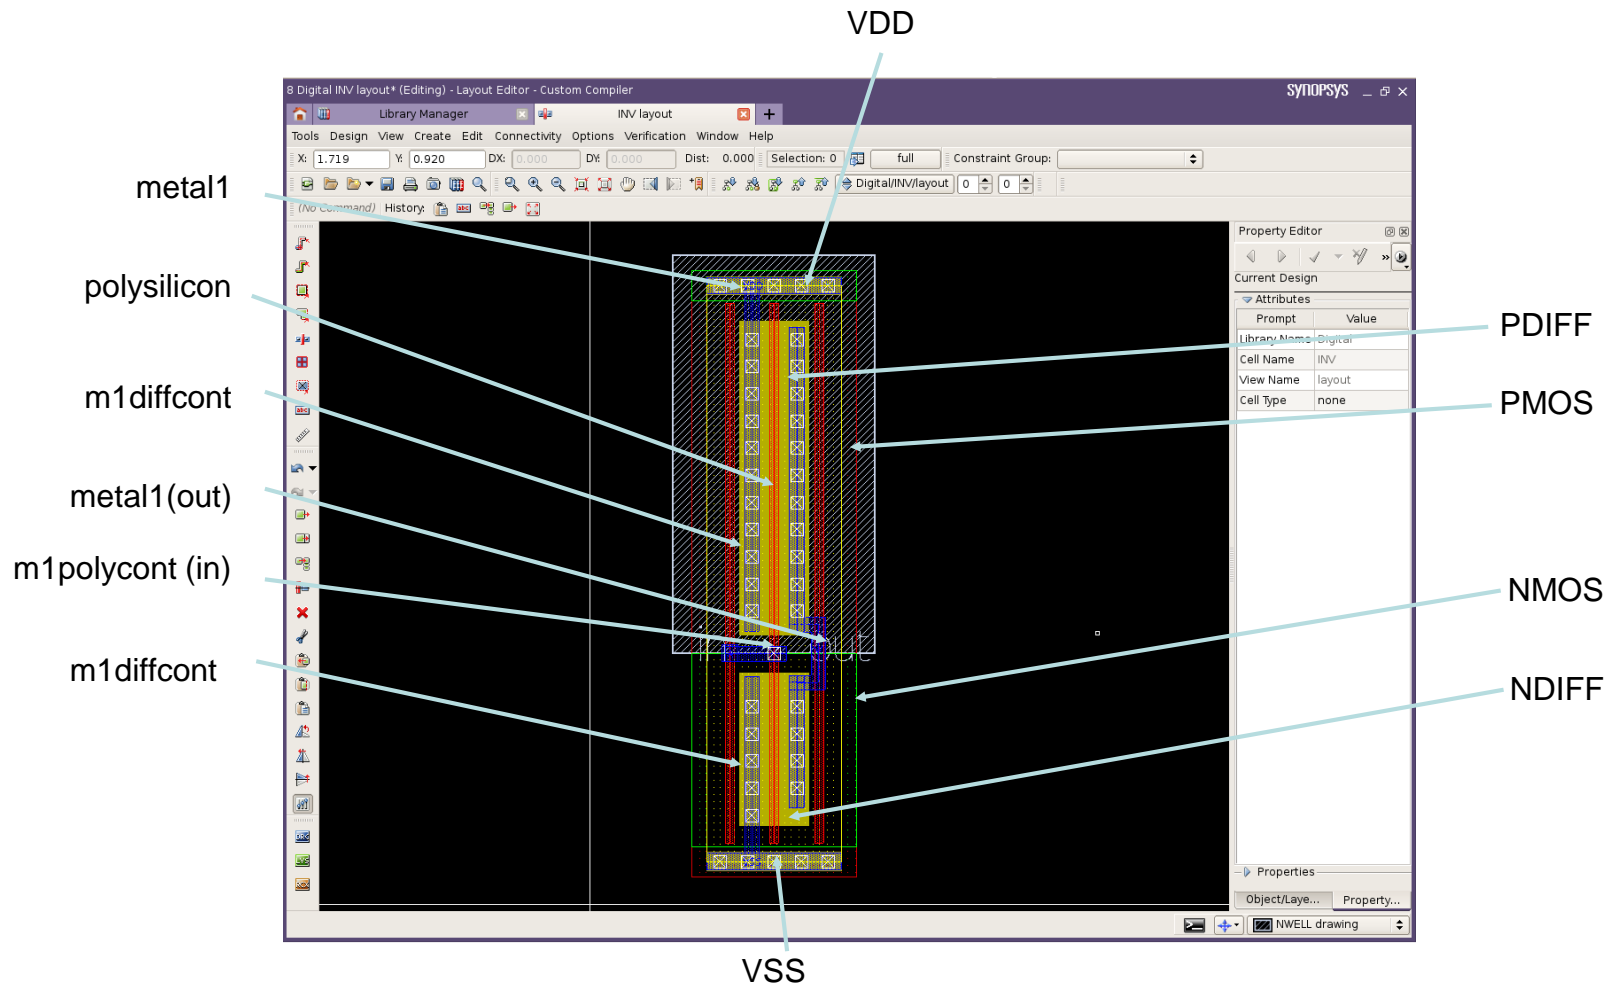 VDD
8 Digital INV layout* (Editing) - Layout Editor - Custom Compiler
SYNOPSYS
Library Manager
INV layout
Tools Design View Create Edit Connectivity Options Verification Window Help
X: 1.719 Y: 0.920 DX: 0.000 DY: 0.000 Dist: 0.000 Selection: 0 full Constraint Group:
Digital/INV/layout 0 0
(No Command) History:
metal1
polysilicon
m1diffcont
metal1(out)
m1polycont (in)
m1diffcont
out
Property Editor
Current Design
Attributes
Prompt Value
Library Name Digital
Cell Name INV
View Name layout
Cell Type none
PDIFF
PMOS
NMOS
NDIFF
Properties
Object/Laye... Property...
NWELL drawing
VSS